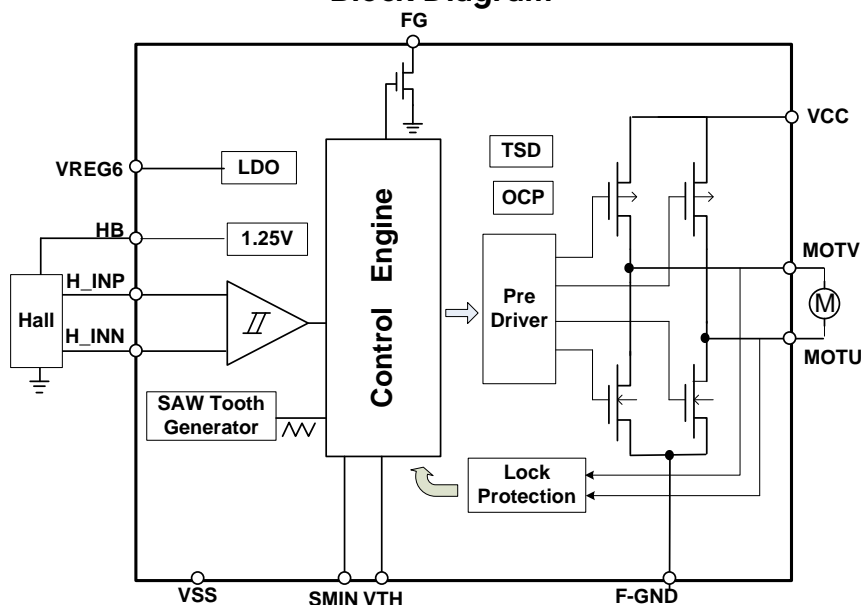 Block Diagram
FG
VCC
TSD
VREG6
LDO
OCP
HB
1.25V
MOTV
H_INP
Hall
Control Engine
Pre
Driver
M
H_INN
MOTU
SAW Tooth
Generator
Lock
Protection
VSS
SMIN
VTH
F-GND